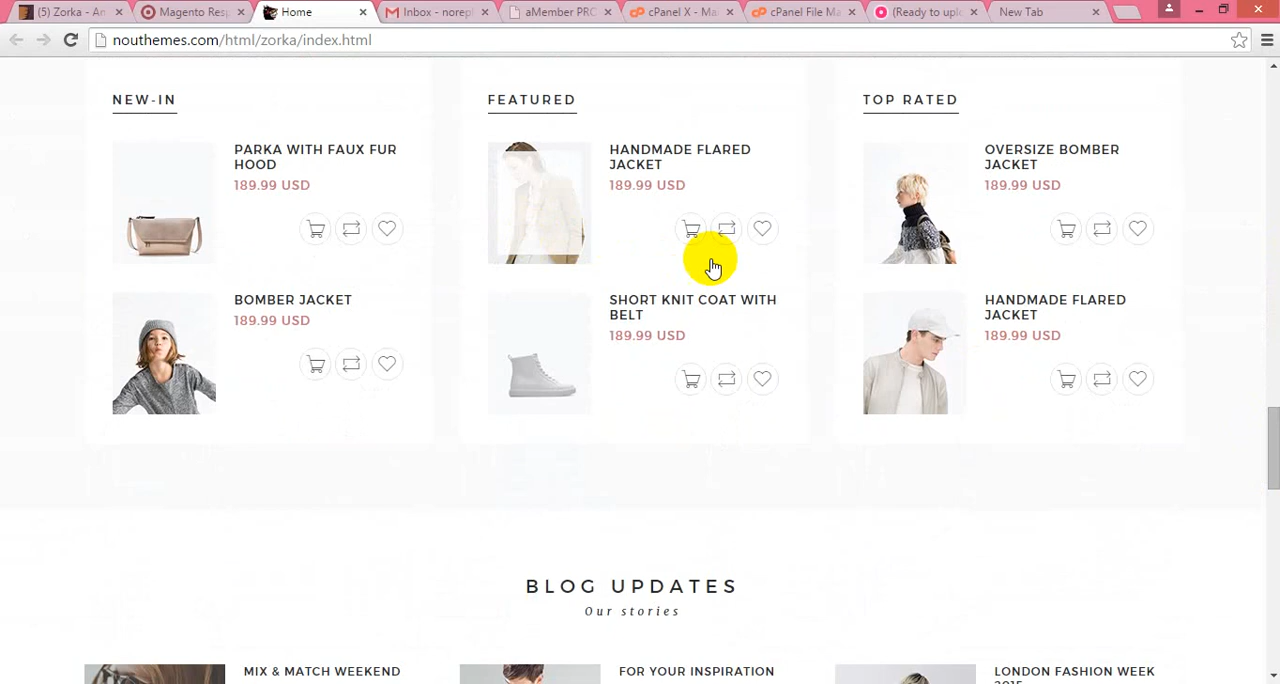 (5) Zorka - An
Magento Resp
Home
Inbox - norepl
aMember PRO
cPanel X - Ma
cPanel File Ma
(Ready to uplo
New Tab
nouthemes.com/html/zorka/index.html
NEW-IN
PARKA WITH FAUX FUR
HOOD
189.99 USD
BOMBER JACKET
189.99 USD
FEATURED
HANDMADE FLARED
JACKET
189.99 USD
SHORT KNIT COAT WITH
BELT
189.99 USD
TOP RATED
OVERSIZE BOMBER
JACKET
189.99 USD
HANDMADE FLARED
JACKET
189.99 USD
BLOG UPDATES
Our stories
MIX & MATCH WEEKEND
FOR YOUR INSPIRATION
LONDON FASHION WEEK
2015